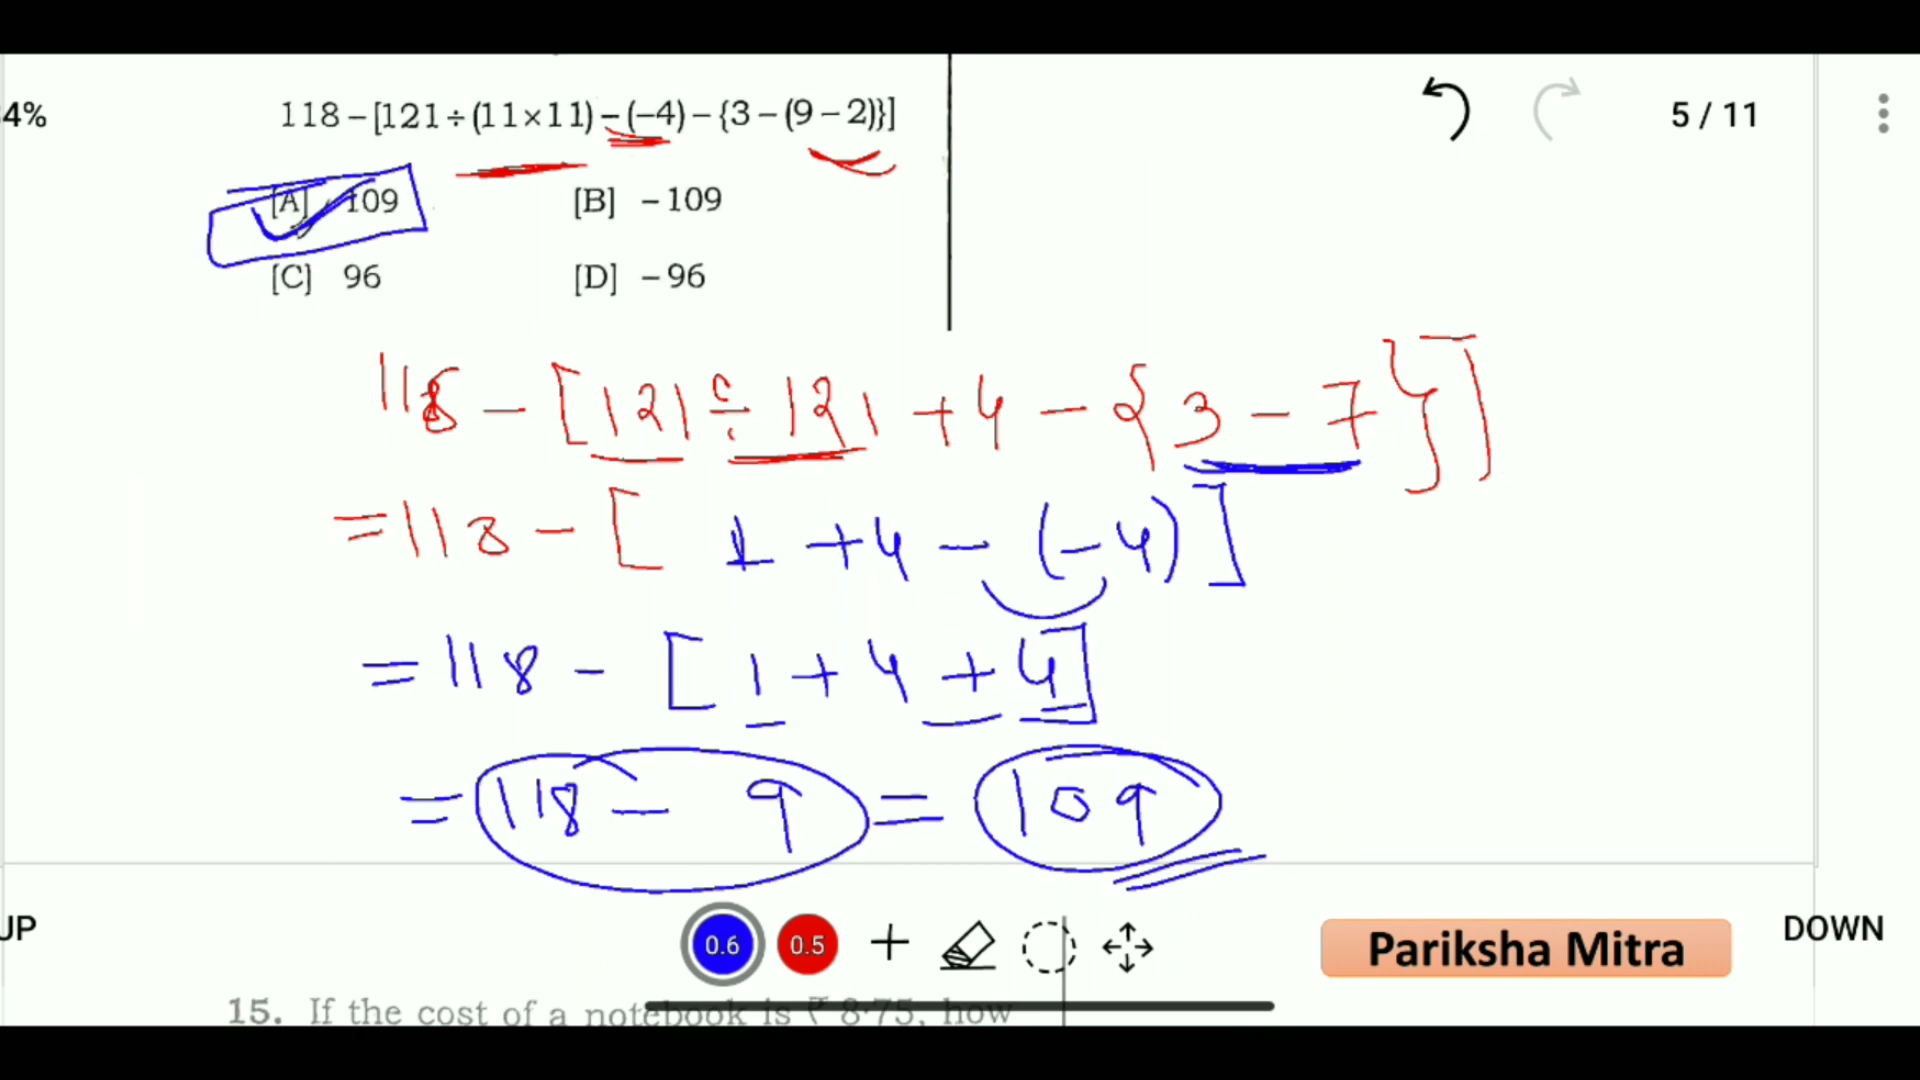 4%
118 – [121 ÷ (11×11) – (–4) – {3 – (9 – 2)}]
5 / 11
[A] 109
[B] – 109
[C] 96
[D] – 96
118 – [121 ÷ 121 + 4 – {3 – 7}]
= 118 – [ 1 + 4 – (–4)]
= 118 – [1 + 4 + 4]
= 118 – 9 = 109
UP
0.6
0.5
Pariksha Mitra
DOWN
15. If the cost of a notebook is ₹ 8·75, how